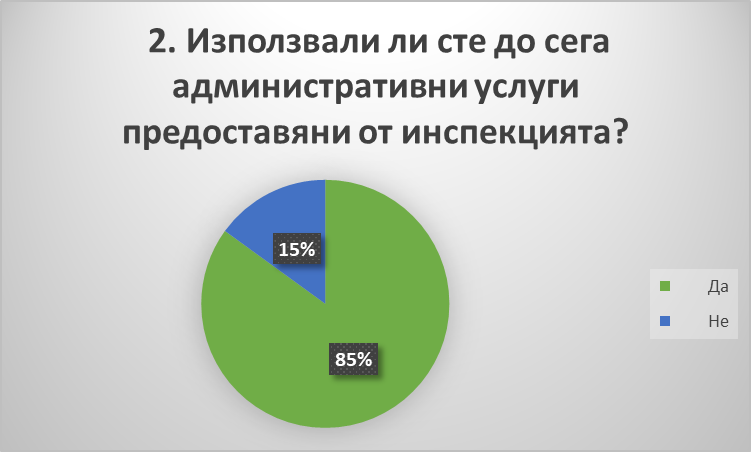 2. Използвали ли сте до сега
административни услуги
предоставяни от инспекцията?
15%
85%
Да
Не